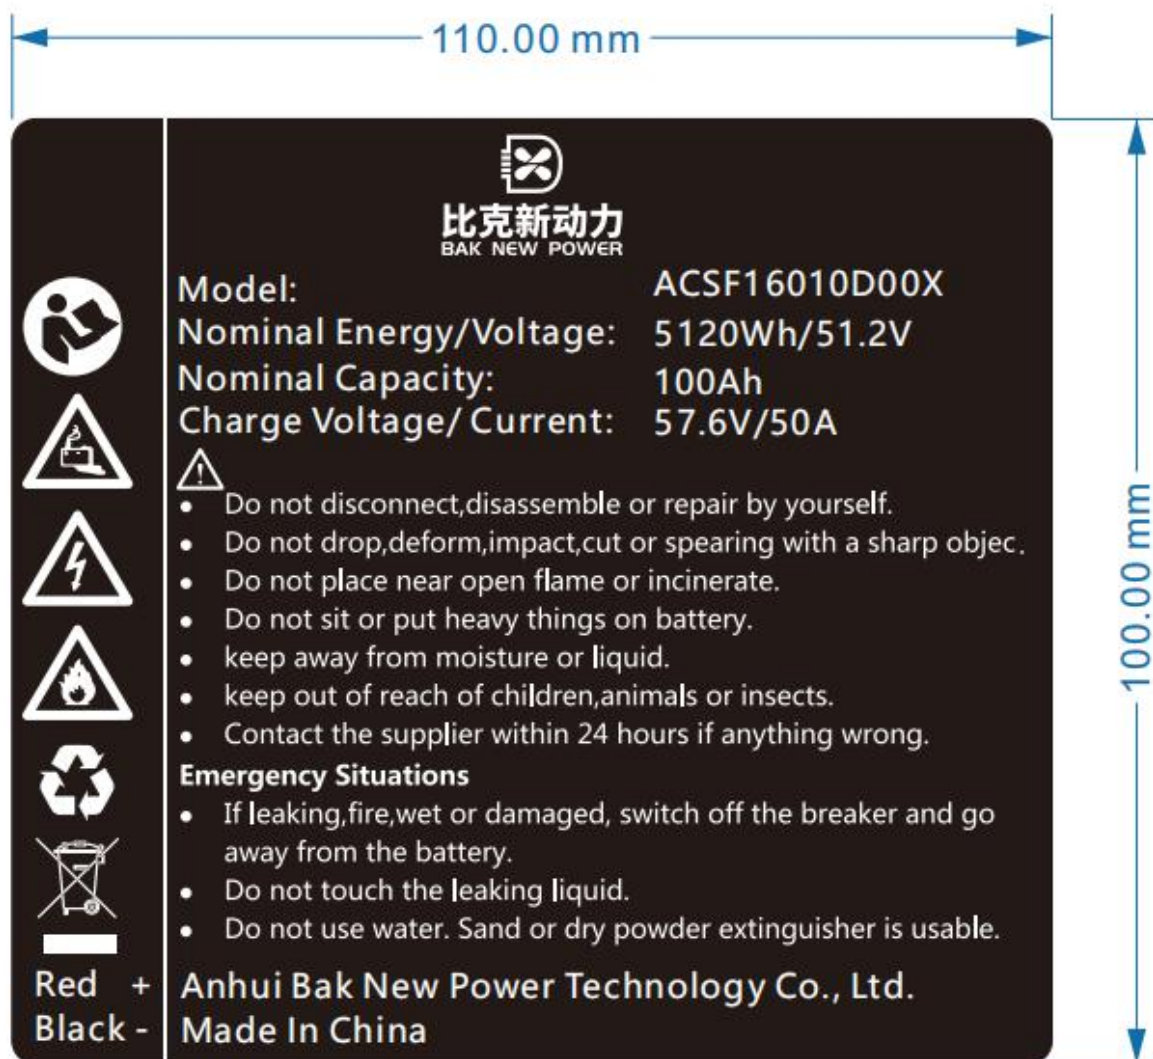 110.00 mm
比克新动力
BAK NEW POWER
Model: ACSF16010D00X
Nominal Energy/Voltage: 5120Wh/51.2V
Nominal Capacity: 100Ah
Charge Voltage/ Current: 57.6V/50A
• Do not disconnect,disassemble or repair by yourself.
• Do not drop,deform,impact,cut or spearing with a sharp objec.
• Do not place near open flame or incinerate.
• Do not sit or put heavy things on battery.
• keep away from moisture or liquid.
• keep out of reach of children,animals or insects.
• Contact the supplier within 24 hours if anything wrong.
Emergency Situations
• If leaking,fire,wet or damaged, switch off the breaker and go
away from the battery.
• Do not touch the leaking liquid.
• Do not use water. Sand or dry powder extinguisher is usable.
Red +
Black -
Anhui Bak New Power Technology Co., Ltd.
Made In China
100.00 mm